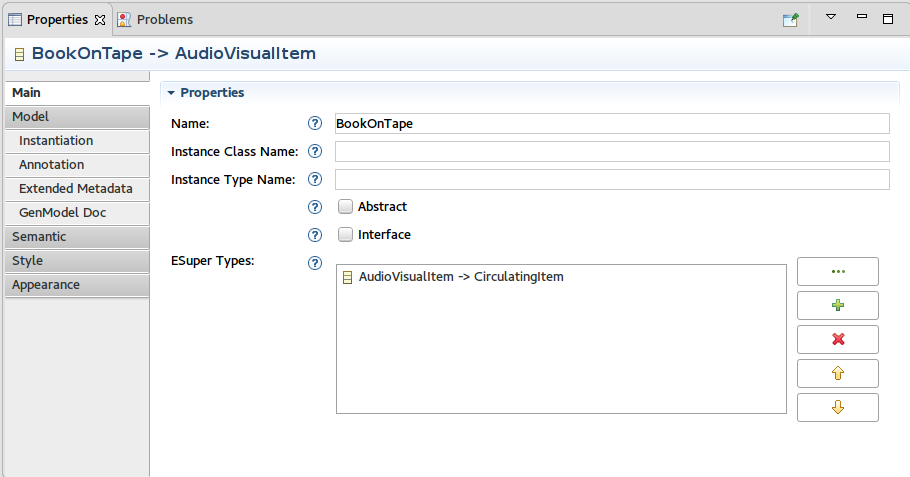 Properties
Problems
BookOnTape -> AudioVisualItem
Main
Model
Instantiation
Annotation
Extended Metadata
GenModel Doc
Semantic
Style
Appearance
Properties
Name: BookOnTape
Instance Class Name:
Instance Type Name:
Abstract
Interface
ESuper Types:
AudioVisualItem -> CirculatingItem